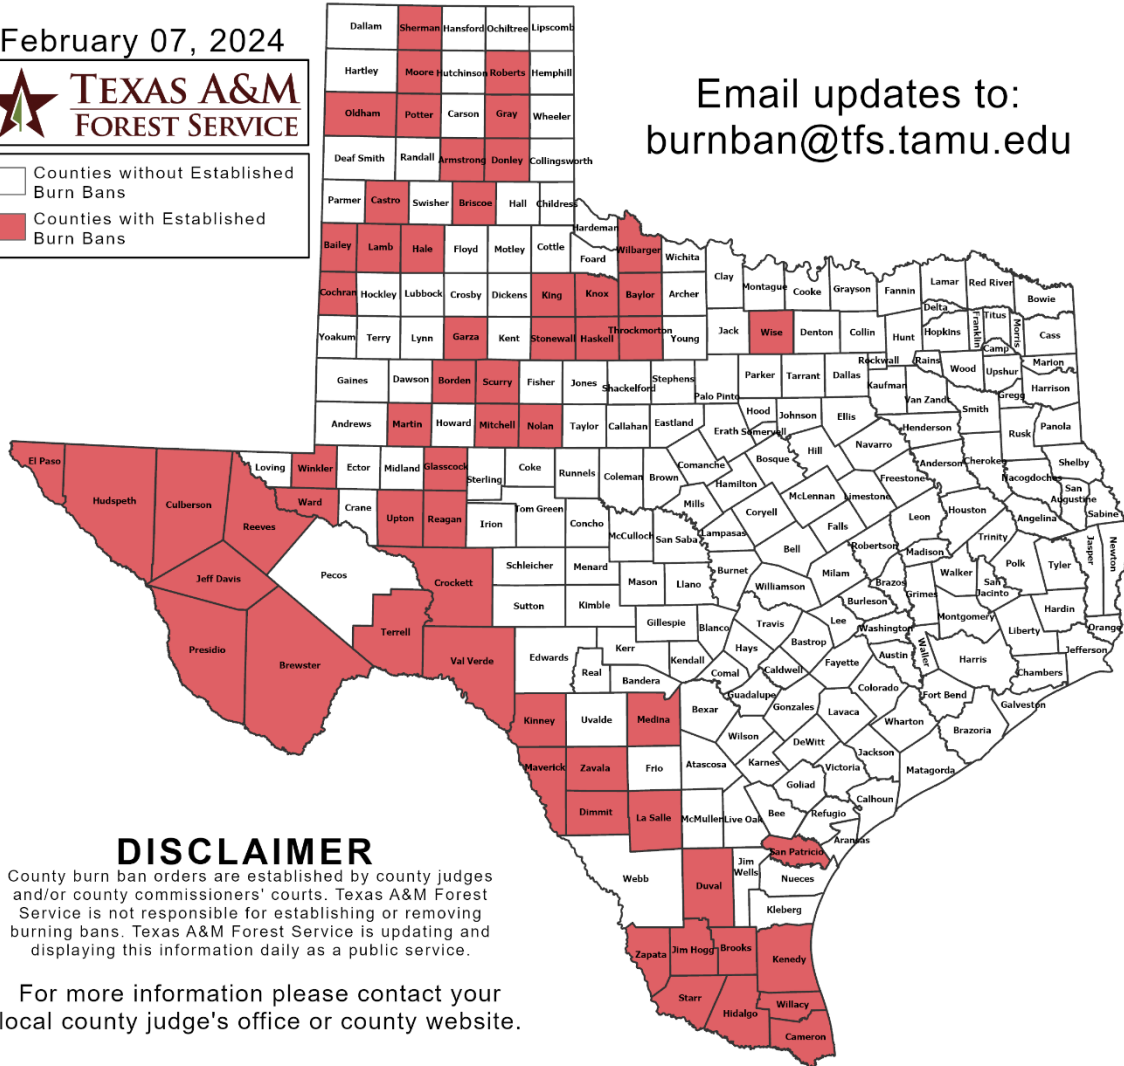 February 07, 2024
TEXAS A&M
FOREST SERVICE
Counties without Established
Burn Bans
Counties with Established
Burn Bans
Email updates to:
burnban@tfs.tamu.edu
Dallam Sherman Hansford Ochiltree Lipscomb
Hartley Moore Hutchinson Roberts Hemphill
Oldham Potter Carson Gray Wheeler
Deaf Smith Randall Armstrong Donley Collingsworth
Parmer Castro Swisher Briscoe Hall Childress
Hardeman
Bailey Lamb Hale Floyd Motley Cottle Foard Wilbarger Wichita
Clay Montague Cooke Grayson Fannin Lamar Red River Bowie
Cochran Hockley Lubbock Crosby Dickens King Knox Baylor Archer
Delta Franklin Titus Morris Cass
Yoakum Terry Lynn Garza Kent Stonewall Haskell Throckmorton Young Jack Wise Denton Collin Hunt Hopkins Camp
Rockwall Rains Wood Upshur Marion
Gaines Dawson Borden Scurry Fisher Jones Shackelford Stephens Palo Pinto Parker Tarrant Dallas Kaufman Van Zandt Smith Gregg Harrison
Andrews Martin Howard Mitchell Nolan Taylor Callahan Eastland Erath Hood Somervell Johnson Ellis Henderson Rusk Panola
El Paso Hudspeth Culberson Reeves Loving Winkler Ector Midland Glasscock Sterling Coke Runnels Coleman Brown Comanche Hamilton Bosque Hill Navarro Freestone Anderson Cherokee Nacogdoches Shelby
San Augustine Sabine
Ward Crane Upton Reagan Irion Tom Green Concho McCulloch San Saba Mills Lampasas Coryell McLennan Limestone Falls Leon Houston Angelina
Trinity Jasper Newton
Jeff Davis Pecos Crockett Schleicher Menard Mason Llano Burnet Bell Williamson Milam Robertson Brazos Madison Grimes Walker San Jacinto Polk Tyler
Presidio Brewster Terrell Val Verde Sutton Kimble Gillespie Blanco Travis Bastrop Lee Burleson Washington Montgomery Liberty Hardin Orange
Edwards Real Kerr Bandera Kendall Hays Comal Caldwell Fayette Austin Waller Harris Chambers Jefferson
Kinney Uvalde Medina Bexar Guadalupe Gonzales Lavaca Colorado Wharton Fort Bend Brazoria Galveston
Maverick Zavala Frio Atascosa Wilson Karnes DeWitt Victoria Jackson Matagorda
Dimmit La Salle McMullen Live Oak Bee Goliad Refugio Calhoun Aransas
Webb Duval Jim Wells San Patricio Nueces Kleberg
Zapata Jim Hogg Brooks Kenedy
Starr Hidalgo Willacy
Cameron
DISCLAIMER
County burn ban orders are established by county judges
and/or county commissioners' courts. Texas A&M Forest
Service is not responsible for establishing or removing
burning bans. Texas A&M Forest Service is updating and
displaying this information daily as a public service.
For more information please contact your
local county judge's office or county website.